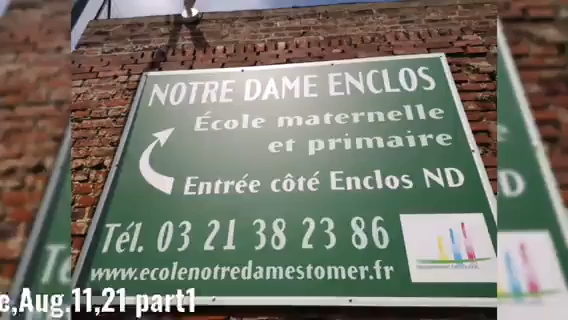 NOTRE DAME ENCLOS
École maternelle
et primaire
Entrée côté Enclos ND
Tél. 03 21 38 23 86
www.ecolenotredamestomer.fr
e,Aug.11,21 part1